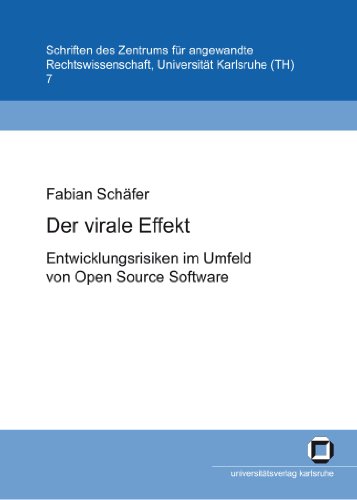 Schriften des Zentrums für angewandte
Rechtswissenschaft, Universität Karlsruhe (TH)
7
Fabian Schäfer
Der virale Effekt
Entwicklungsrisiken im Umfeld
von Open Source Software
universitätsverlag karlsruhe